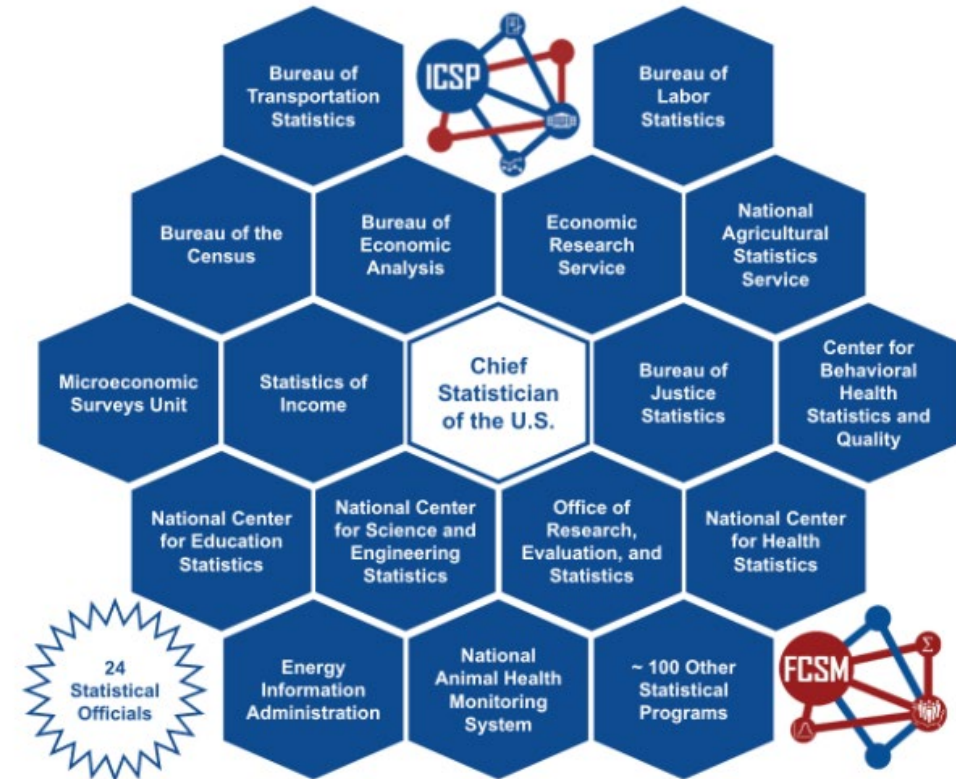 Bureau of
Transportation
Statistics
ICSP
Bureau of
Labor
Statistics
Bureau of the
Census
Bureau of
Economic
Analysis
Economic
Research
Service
National
Agricultural
Statistics
Service
Microeconomic
Surveys Unit
Statistics of
Income
Chief
Statistician
of the U.S.
Bureau of
Justice
Statistics
Center for
Behavioral
Health
Statistics and
Quality
National Center
for Education
Statistics
National Center
for Science and
Engineering
Statistics
Office of
Research,
Evaluation, and
Statistics
National Center
for Health
Statistics
24
Statistical
Officials
Energy
Information
Administration
National
Animal Health
Monitoring
System
~ 100 Other
Statistical
Programs
FCSM
Σ